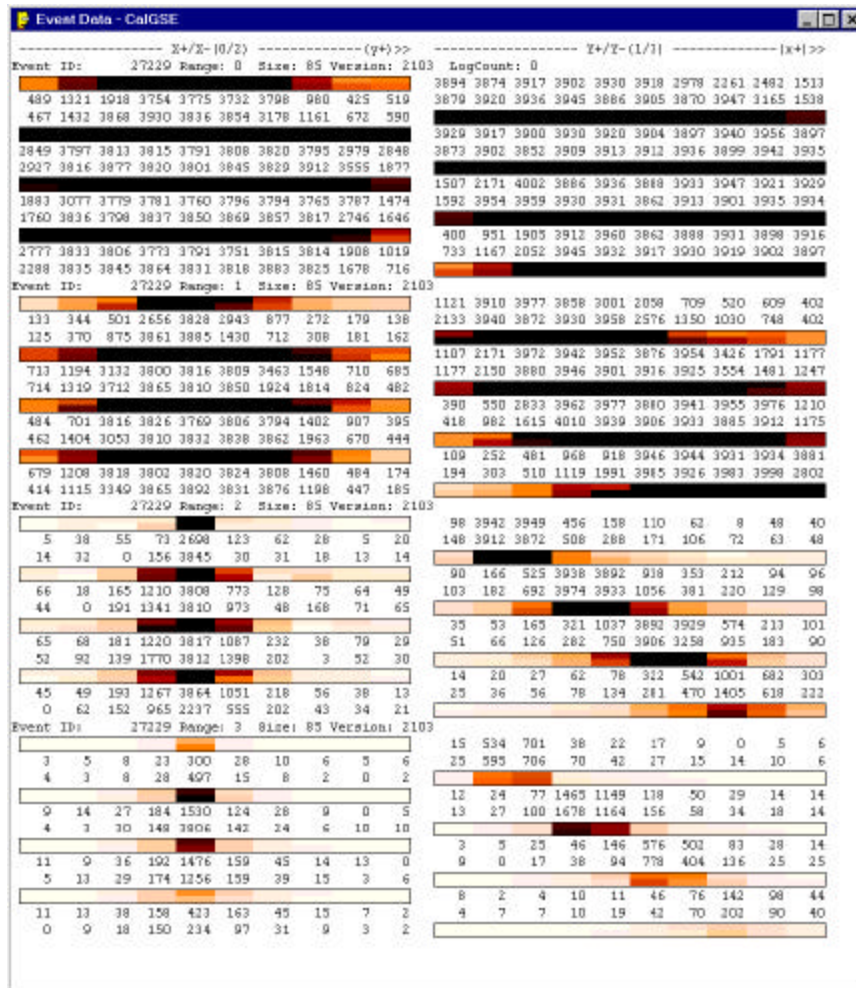 Event Data - CalGSE
------------------ X+/X-(0/2) ------------------(y+)>>
Event ID: 27229 Range: 0 Size: 85 Version: 2103
489 1321 1918 3754 3775 3732 3798 980 425 519
467 1432 3868 3930 3836 3854 3178 1161 672 590
2849 3797 3813 3815 3791 3808 3820 3795 2979 2848
2927 3816 3877 3820 3801 3845 3829 3912 3555 1877
1883 3077 3779 3781 3760 3796 3794 3765 3787 1474
1760 3836 3798 3837 3850 3869 3857 3817 2746 1646
2777 3833 3806 3773 3791 3751 3815 3814 1908 1019
2288 3835 3845 3864 3831 3818 3883 3825 1678 716
Event ID: 27229 Range: 1 Size: 85 Version: 2103
133 344 501 2656 3828 2943 877 272 179 138
125 370 875 3861 3885 1430 712 308 181 162
713 1194 3132 3800 3816 3809 3463 1548 710 685
714 1319 3712 3865 3810 3850 1924 1814 824 482
484 701 3816 3826 3769 3806 3794 1402 907 395
462 1404 3053 3810 3832 3838 3862 1963 670 444
679 1208 3818 3802 3820 3824 3808 1460 484 174
414 1115 3349 3865 3892 3831 3876 1198 447 185
Event ID: 27229 Range: 2 Size: 85 Version: 2103
5 38 55 73 2698 123 62 28 5 20
14 32 0 156 3845 30 31 18 13 14
66 18 165 1210 3808 773 128 75 64 49
44 0 191 1341 3810 973 48 168 71 65
65 68 181 1220 3817 1087 232 38 79 29
52 92 139 1770 3812 1398 202 3 52 30
45 49 193 1267 3864 1051 218 56 38 13
0 62 152 965 2237 555 202 43 34 21
Event ID: 27229 Range: 3 Size: 85 Version: 2103
3 5 8 23 300 28 10 6 5 6
4 3 8 28 497 15 8 2 0 2
9 14 27 184 1530 124 28 9 0 5
4 3 30 148 3806 142 24 6 10 10
11 9 36 192 1476 159 45 14 13 0
5 13 29 174 1256 159 39 15 3 6
11 13 38 158 423 163 45 15 7 2
0 9 18 150 234 97 31 9 3 2
------------------ Y+/Y-(1/3) ------------------(x+)>>
LogCount: 0
3894 3874 3917 3902 3930 3918 2978 2261 2482 1513
3879 3920 3936 3945 3886 3905 3870 3947 3165 1538
3929 3917 3900 3930 3920 3904 3897 3940 3956 3897
3873 3902 3852 3909 3913 3912 3936 3899 3942 3935
1507 2171 4002 3886 3936 3888 3933 3947 3921 3929
1592 3954 3959 3930 3931 3862 3913 3901 3935 3934
400 951 1905 3912 3960 3862 3888 3931 3898 3916
733 1167 2052 3945 3932 3917 3930 3919 3902 3897
1121 3910 3977 3858 3001 2058 709 520 609 402
2133 3940 3872 3930 3958 2576 1350 1030 748 402
1107 2171 3972 3942 3952 3876 3954 3426 1791 1177
1177 2150 3880 3946 3901 3916 3925 3554 1481 1247
390 550 2833 3962 3977 3880 3941 3955 3976 1210
418 982 1615 4010 3939 3906 3933 3885 3912 1175
109 252 481 968 918 3946 3944 3931 3934 3881
194 303 510 1119 1991 3985 3926 3983 3998 2802
98 3942 3949 456 158 110 62 8 48 40
148 3912 3872 508 288 171 106 72 63 48
90 166 525 3938 3892 938 353 212 94 96
103 182 692 3974 3933 1056 381 220 129 98
35 53 165 321 1037 3892 3929 574 213 101
51 66 126 282 750 3906 3258 935 183 90
14 20 27 62 78 322 542 1001 682 303
25 36 56 78 134 281 470 1405 618 222
15 534 701 38 22 17 9 0 5 6
25 595 706 70 42 27 15 14 10 6
12 24 77 1465 1149 138 50 29 14 14
13 27 100 1678 1164 156 58 34 18 14
3 5 25 46 146 576 502 83 28 14
9 0 17 38 94 778 404 136 25 25
8 2 4 10 11 46 76 142 98 44
4 7 7 10 19 42 70 202 90 40